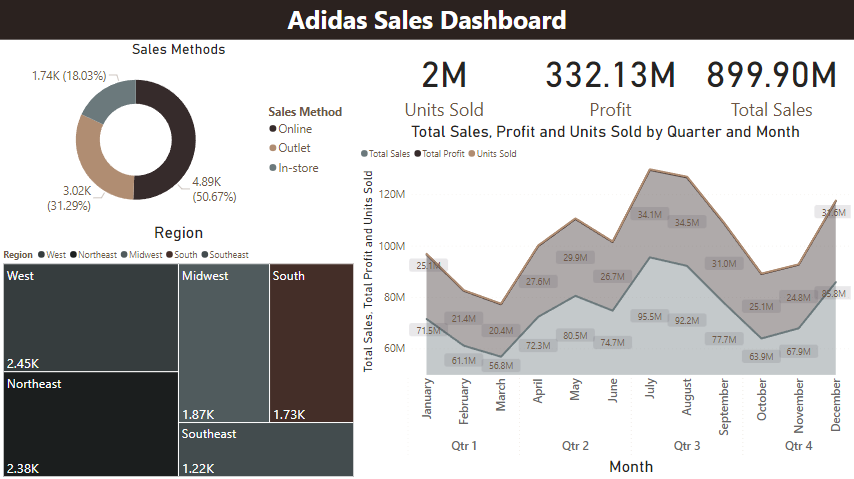 Adidas Sales Dashboard
Sales Methods
1.74K (18.03%)
3.02K
(31.29%)
4.89K
(50.67%)
Sales Method
Online
Outlet
In-store
2M
Units Sold
332.13M
Profit
899.90M
Total Sales
Total Sales, Profit and Units Sold by Quarter and Month
Total Sales Total Profit Units Sold
Total Sales, Total Profit and Units Sold
120M
100M
80M
60M
25.1M
21.4M
20.4M
27.6M
29.9M
26.7M
34.1M
34.5M
31.0M
25.1M
24.8M
31.6M
71.5M
61.1M
56.8M
72.3M
80.5M
74.7M
95.5M
92.2M
77.7M
63.9M
67.9M
85.8M
January
February
March
April
May
June
July
August
September
October
November
December
Qtr 1
Qtr 2
Qtr 3
Qtr 4
Month
Region
Region West Northeast Midwest South Southeast
West
2.45K
Northeast
2.38K
Midwest
1.87K
South
1.73K
Southeast
1.22K